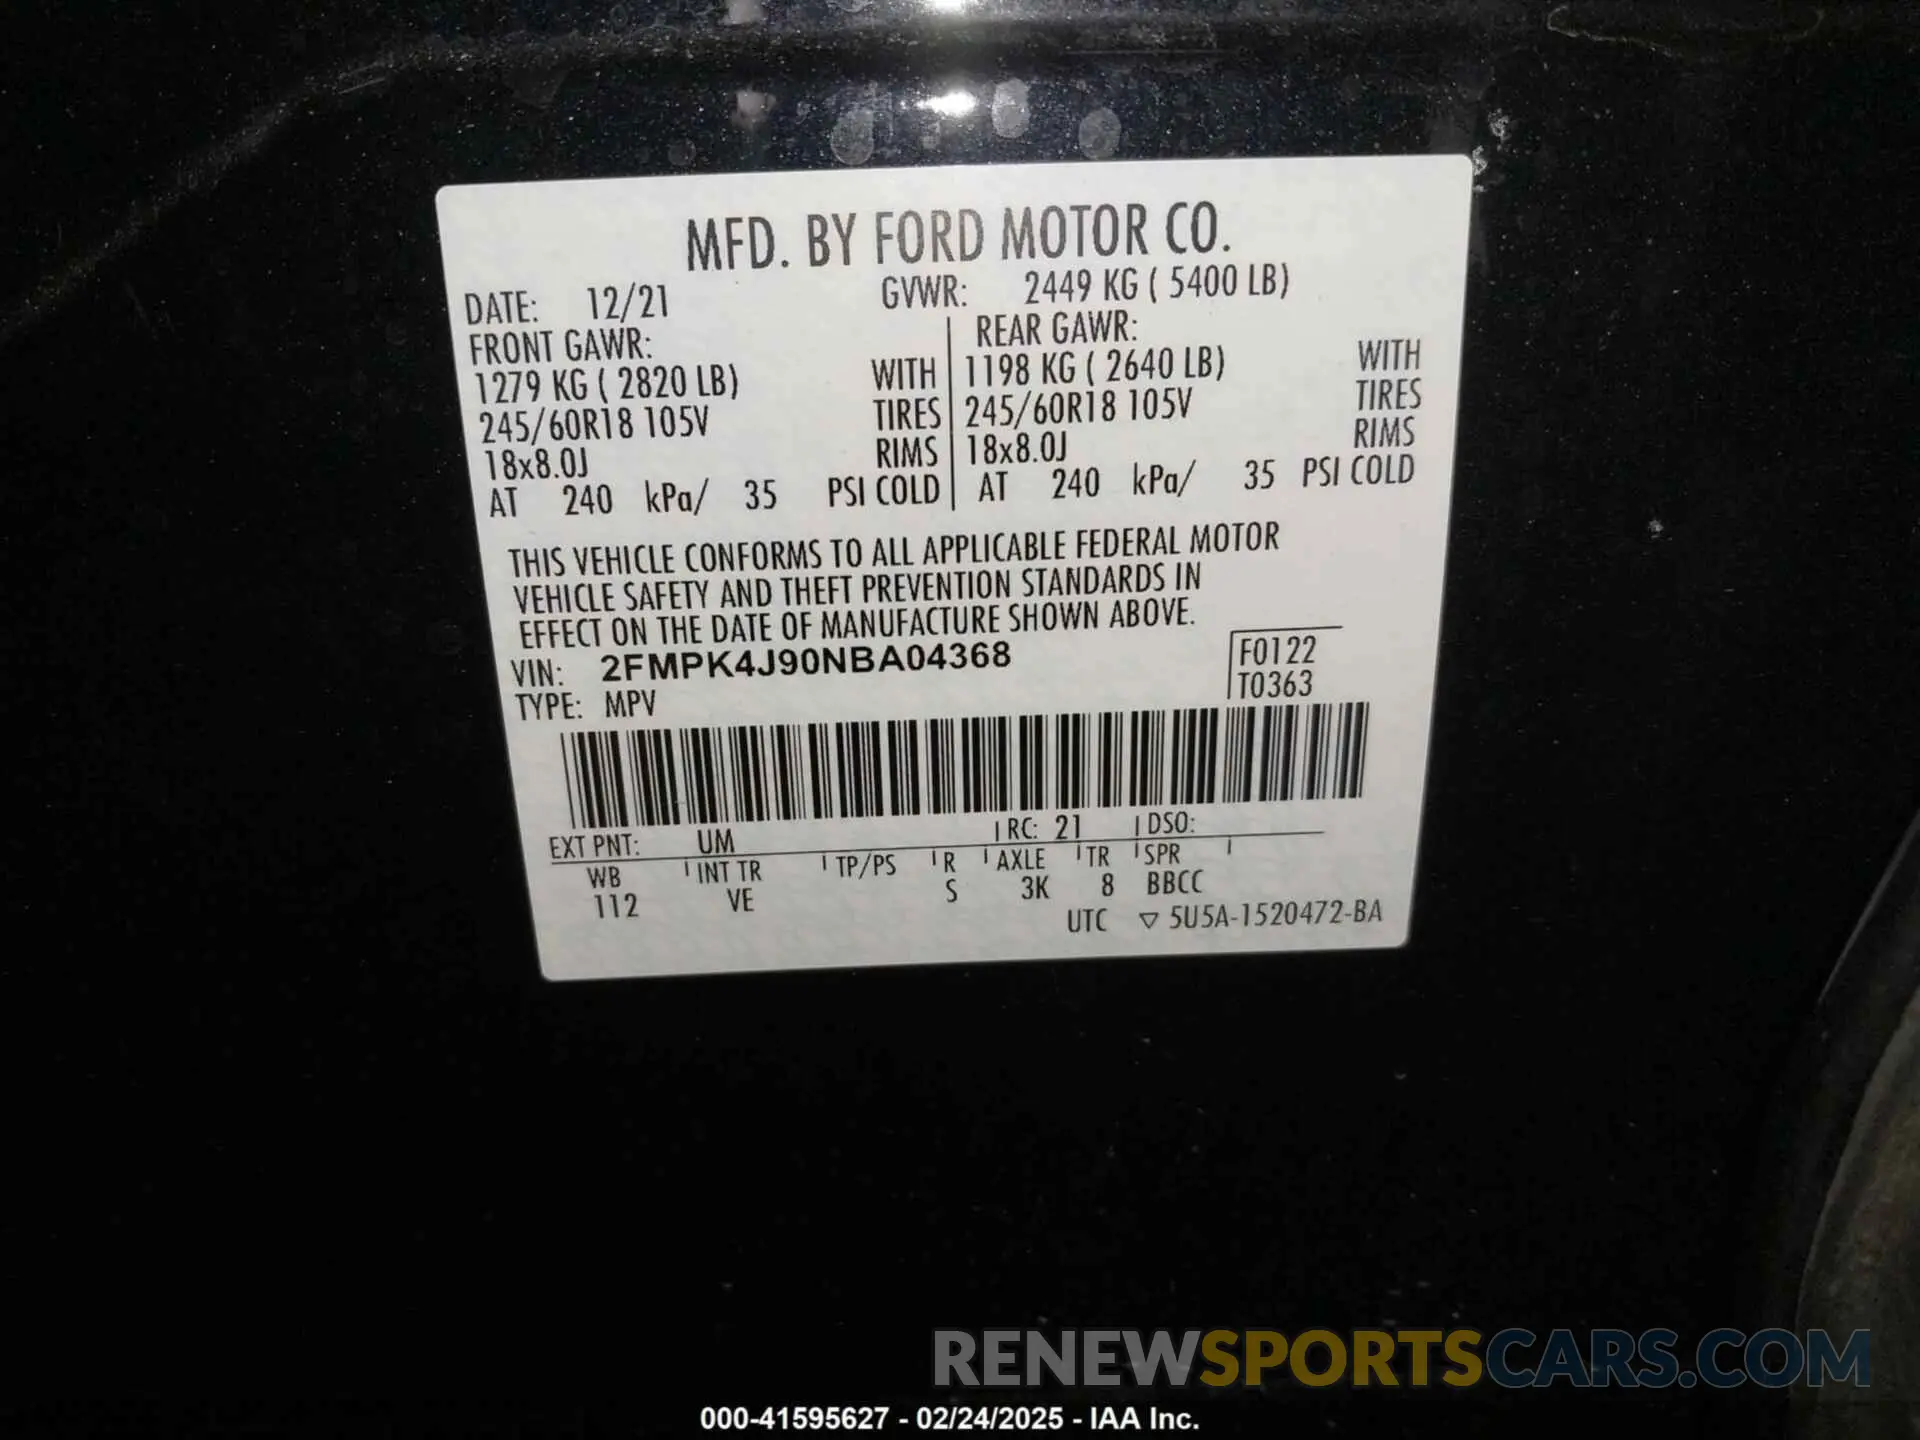 MFD. BY FORD MOTOR CO.
DATE: 12/21 GVWR: 2449 KG ( 5400 LB)
FRONT GAWR: REAR GAWR:
1279 KG ( 2820 LB) WITH 1198 KG ( 2640 LB) WITH
245/60R18 105V TIRES 245/60R18 105V TIRES
18x8.0J RIMS 18x8.0J RIMS
AT 240 kPa/ 35 PSI COLD AT 240 kPa/ 35 PSI COLD
THIS VEHICLE CONFORMS TO ALL APPLICABLE FEDERAL MOTOR
VEHICLE SAFETY AND THEFT PREVENTION STANDARDS IN
EFFECT ON THE DATE OF MANUFACTURE SHOWN ABOVE.
VIN: 2FMPK4J90NBA04368 F0122
TYPE: MPV T0363
EXT PNT: UM RC: 21 DSO:
WB INT TR TP/PS R AXLE TR SPR
112 VE S 3K 8 BBCC
UTC ▽ 5U5A-1520472-BA
RENEWSPORTSCARS.COM
000-41595627 - 02/24/2025 - IAA Inc.